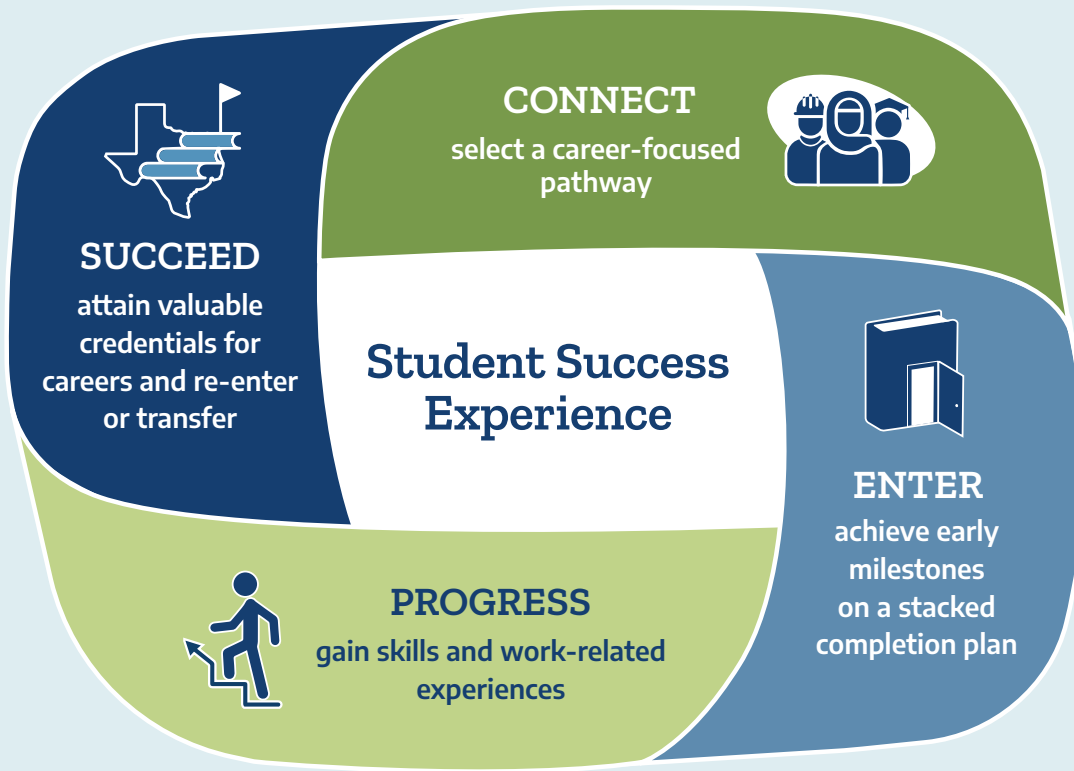 CONNECT
select a career-focused
pathway
ENTER
achieve early
milestones
on a stacked
completion plan
PROGRESS
gain skills and work-related
experiences
SUCCEED
attain valuable
credentials for
careers and re-enter
or transfer
Student Success
Experience